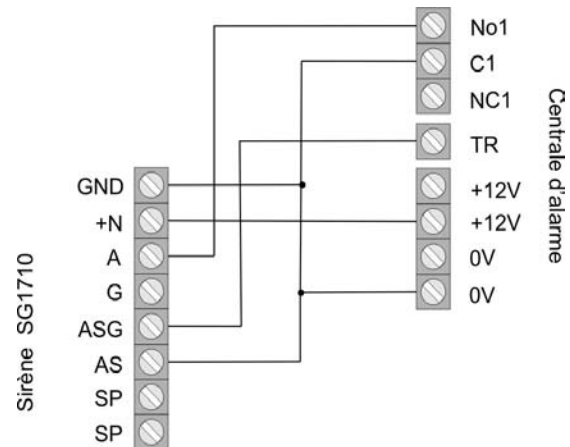 No1
C1
NC1
TR
+12V
+12V
0V
0V
Centrale d'alarme
GND
+N
A
G
ASG
AS
SP
SP
Sirène SG1710